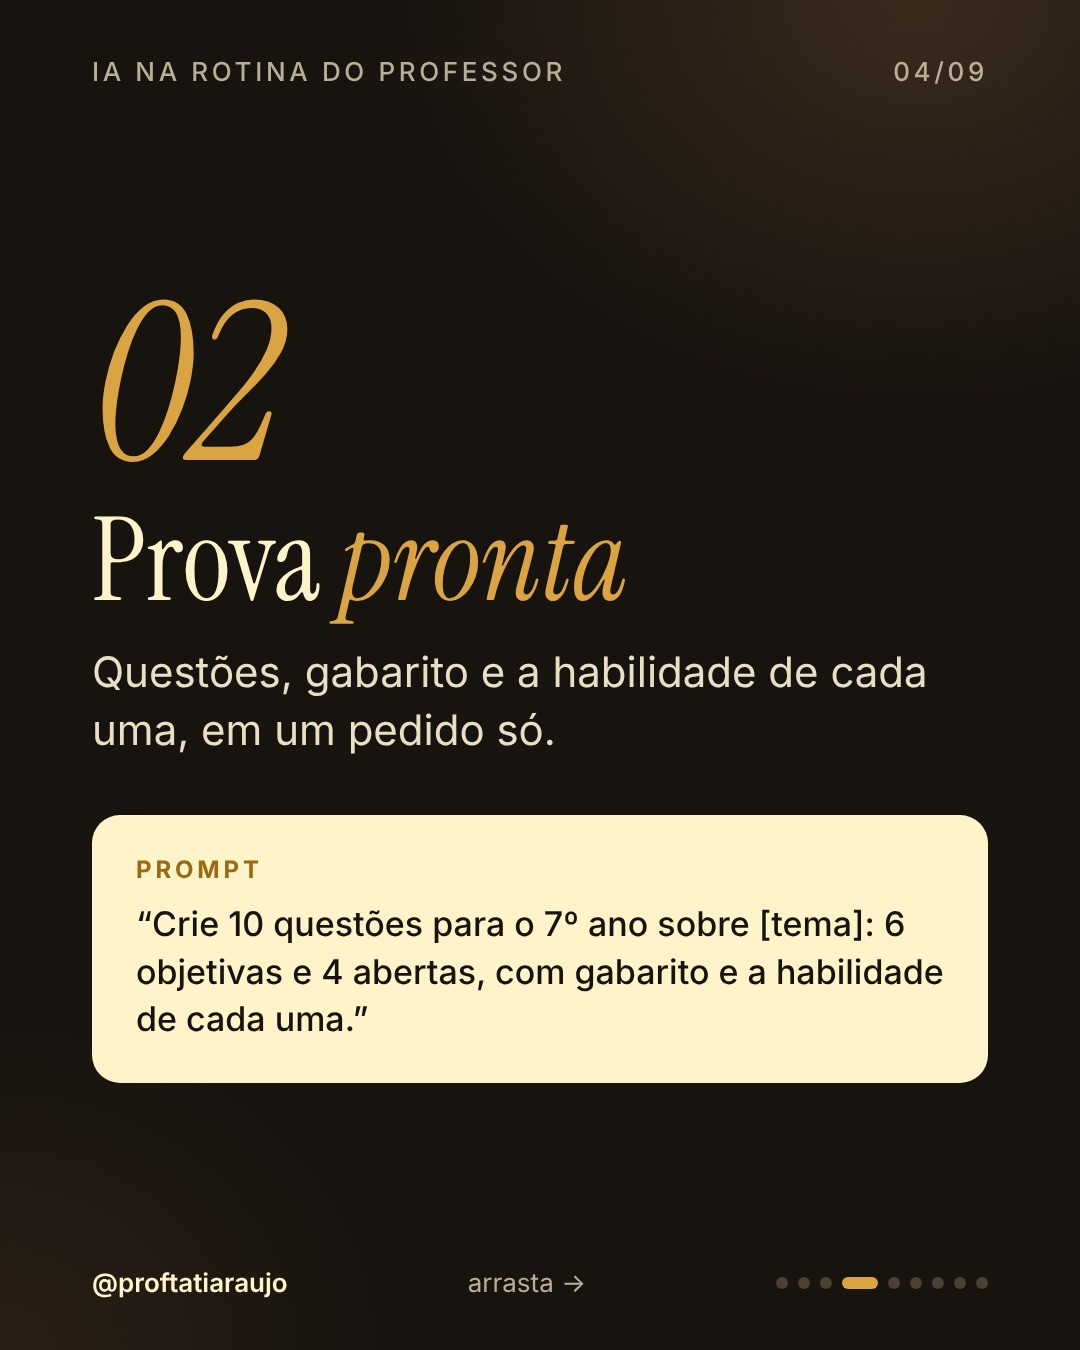 IA NA ROTINA DO PROFESSOR
04/09
02
Prova pronta
Questões, gabarito e a habilidade de cada
uma, em um pedido só.
PROMPT
“Crie 10 questões para o 7º ano sobre [tema]: 6
objetivas e 4 abertas, com gabarito e a habilidade
de cada uma.”
@proftatiaraujo
arrasta →